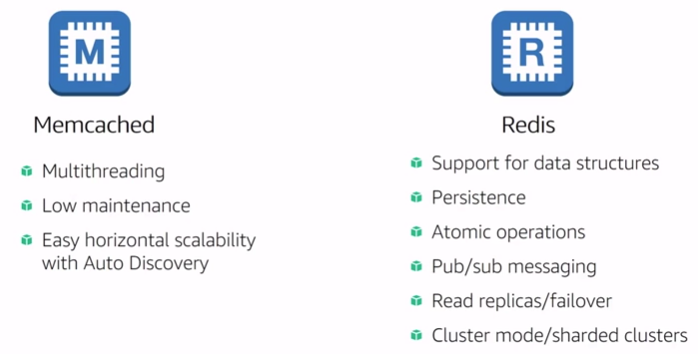 M
Memcached
Multithreading
Low maintenance
Easy horizontal scalability
with Auto Discovery
R
Redis
Support for data structures
Persistence
Atomic operations
Pub/sub messaging
Read replicas/failover
Cluster mode/sharded clusters